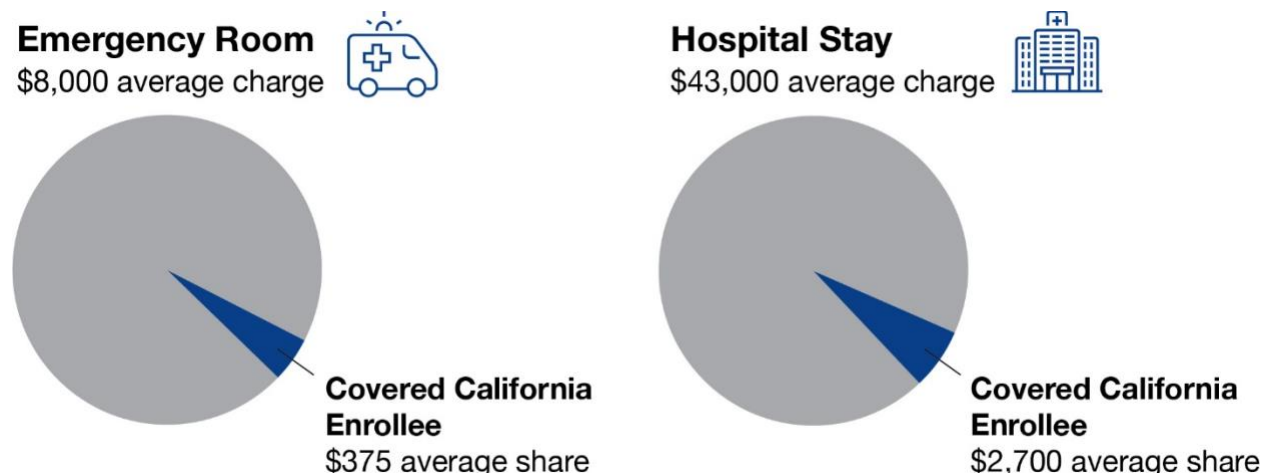 Emergency Room
$8,000 average charge
Covered California
Enrollee
$375 average share
Hospital Stay
$43,000 average charge
Covered California
Enrollee
$2,700 average share